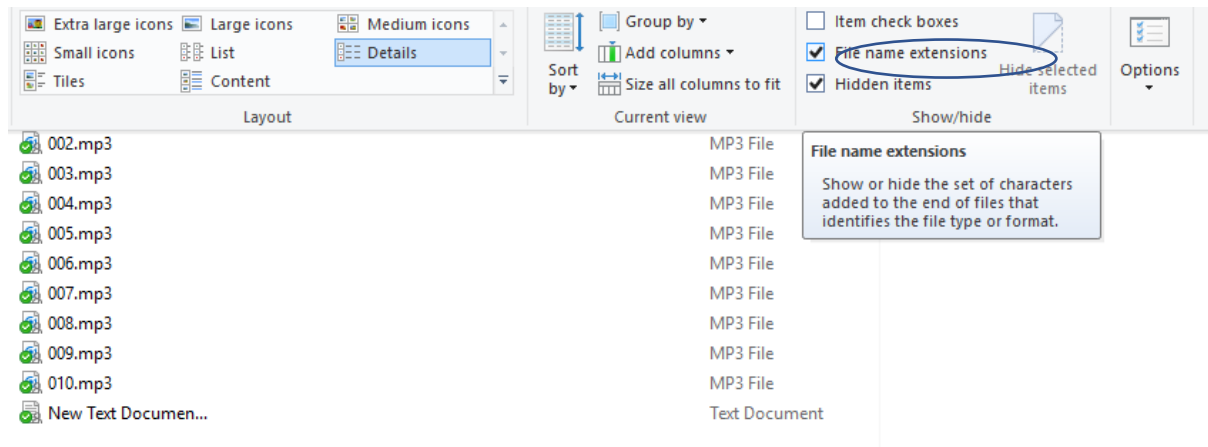 Extra large icons Large icons Medium icons
Small icons List Details
Tiles Content
Layout
Sort by
Group by
Add columns
Size all columns to fit
Current view
Item check boxes
File name extensions
Hidden items
Hide selected
items
Show/hide
Options
002.mp3 MP3 File
003.mp3 MP3 File
004.mp3 MP3 File
005.mp3 MP3 File
006.mp3 MP3 File
007.mp3 MP3 File
008.mp3 MP3 File
009.mp3 MP3 File
010.mp3 MP3 File
New Text Documen... Text Document
File name extensions
Show or hide the set of characters
added to the end of files that
identifies the file type or format.